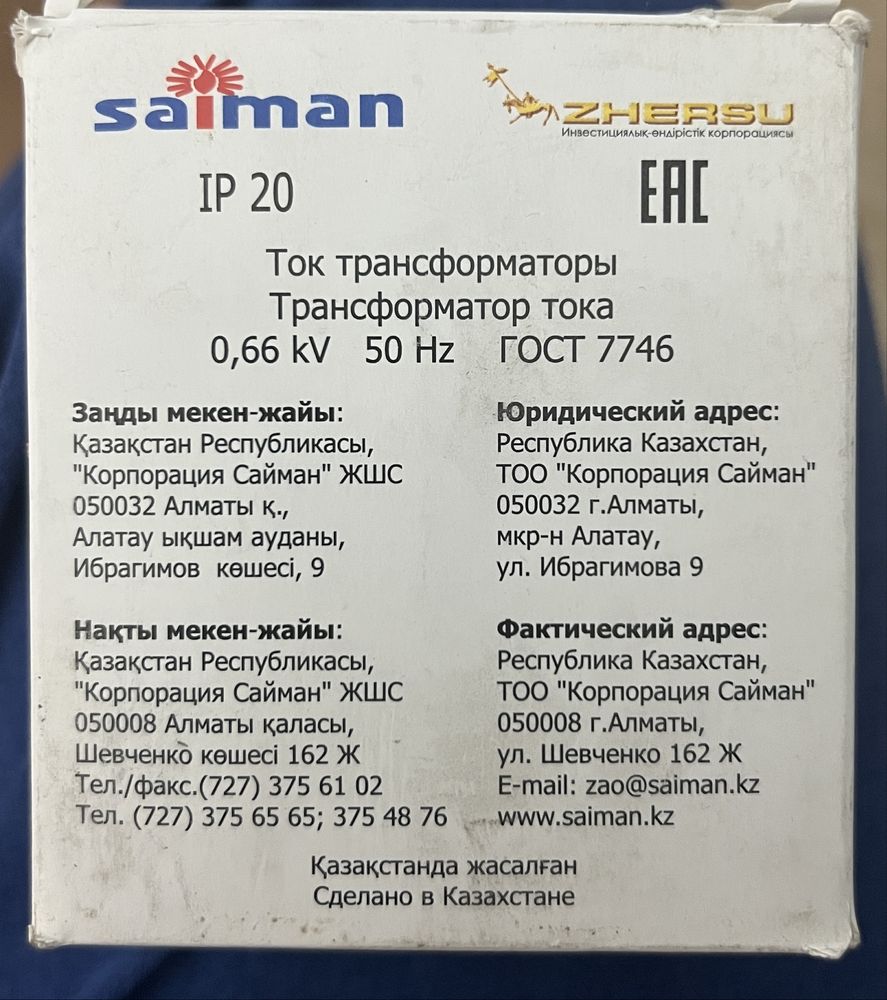 saiman
ZHERSU
Инвестициялық-өндірістік корпорациясы
IP 20
EAC
Ток трансформаторы
Трансформатор тока
0,66 kV 50 Hz ГОСТ 7746
Заңды мекен-жайы:
Қазақстан Республикасы,
"Корпорация Сайман" ЖШС
050032 Алматы қ.,
Алатау ықшам ауданы,
Ибрагимов көшесі, 9
Юридический адрес:
Республика Казахстан,
ТОО "Корпорация Сайман"
050032 г.Алматы,
мкр-н Алатау,
ул. Ибрагимова 9
Нақты мекен-жайы:
Қазақстан Республикасы,
"Корпорация Сайман" ЖШС
050008 Алматы қаласы,
Шевченко көшесі 162 Ж
Тел./факс.(727) 375 61 02
Тел. (727) 375 65 65; 375 48 76
Фактический адрес:
Республика Казахстан,
ТОО "Корпорация Сайман"
050008 г.Алматы,
ул. Шевченко 162 Ж
E-mail: zao@saiman.kz
www.saiman.kz
Қазақстанда жасалған
Сделано в Казахстане